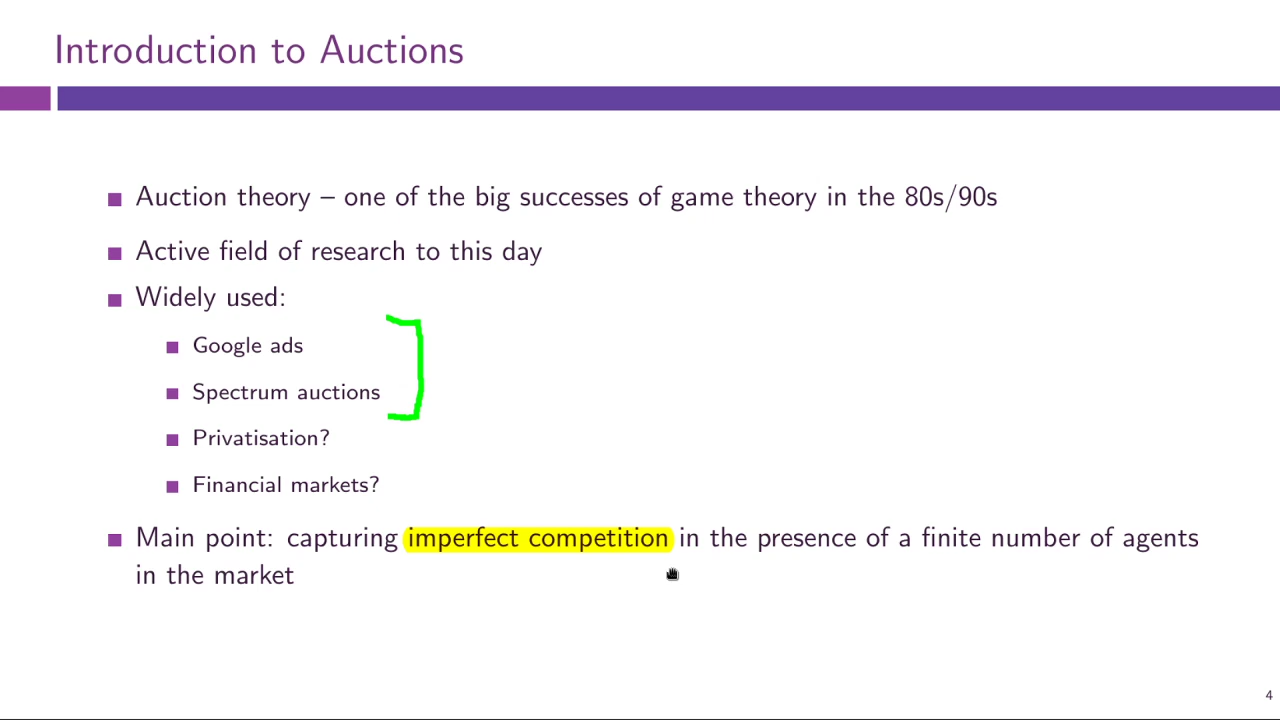 Introduction to Auctions
Auction theory – one of the big successes of game theory in the 80s/90s
Active field of research to this day
Widely used:
Google ads
Spectrum auctions
Privatisation?
Financial markets?
Main point: capturing imperfect competition in the presence of a finite number of agents
in the market
4